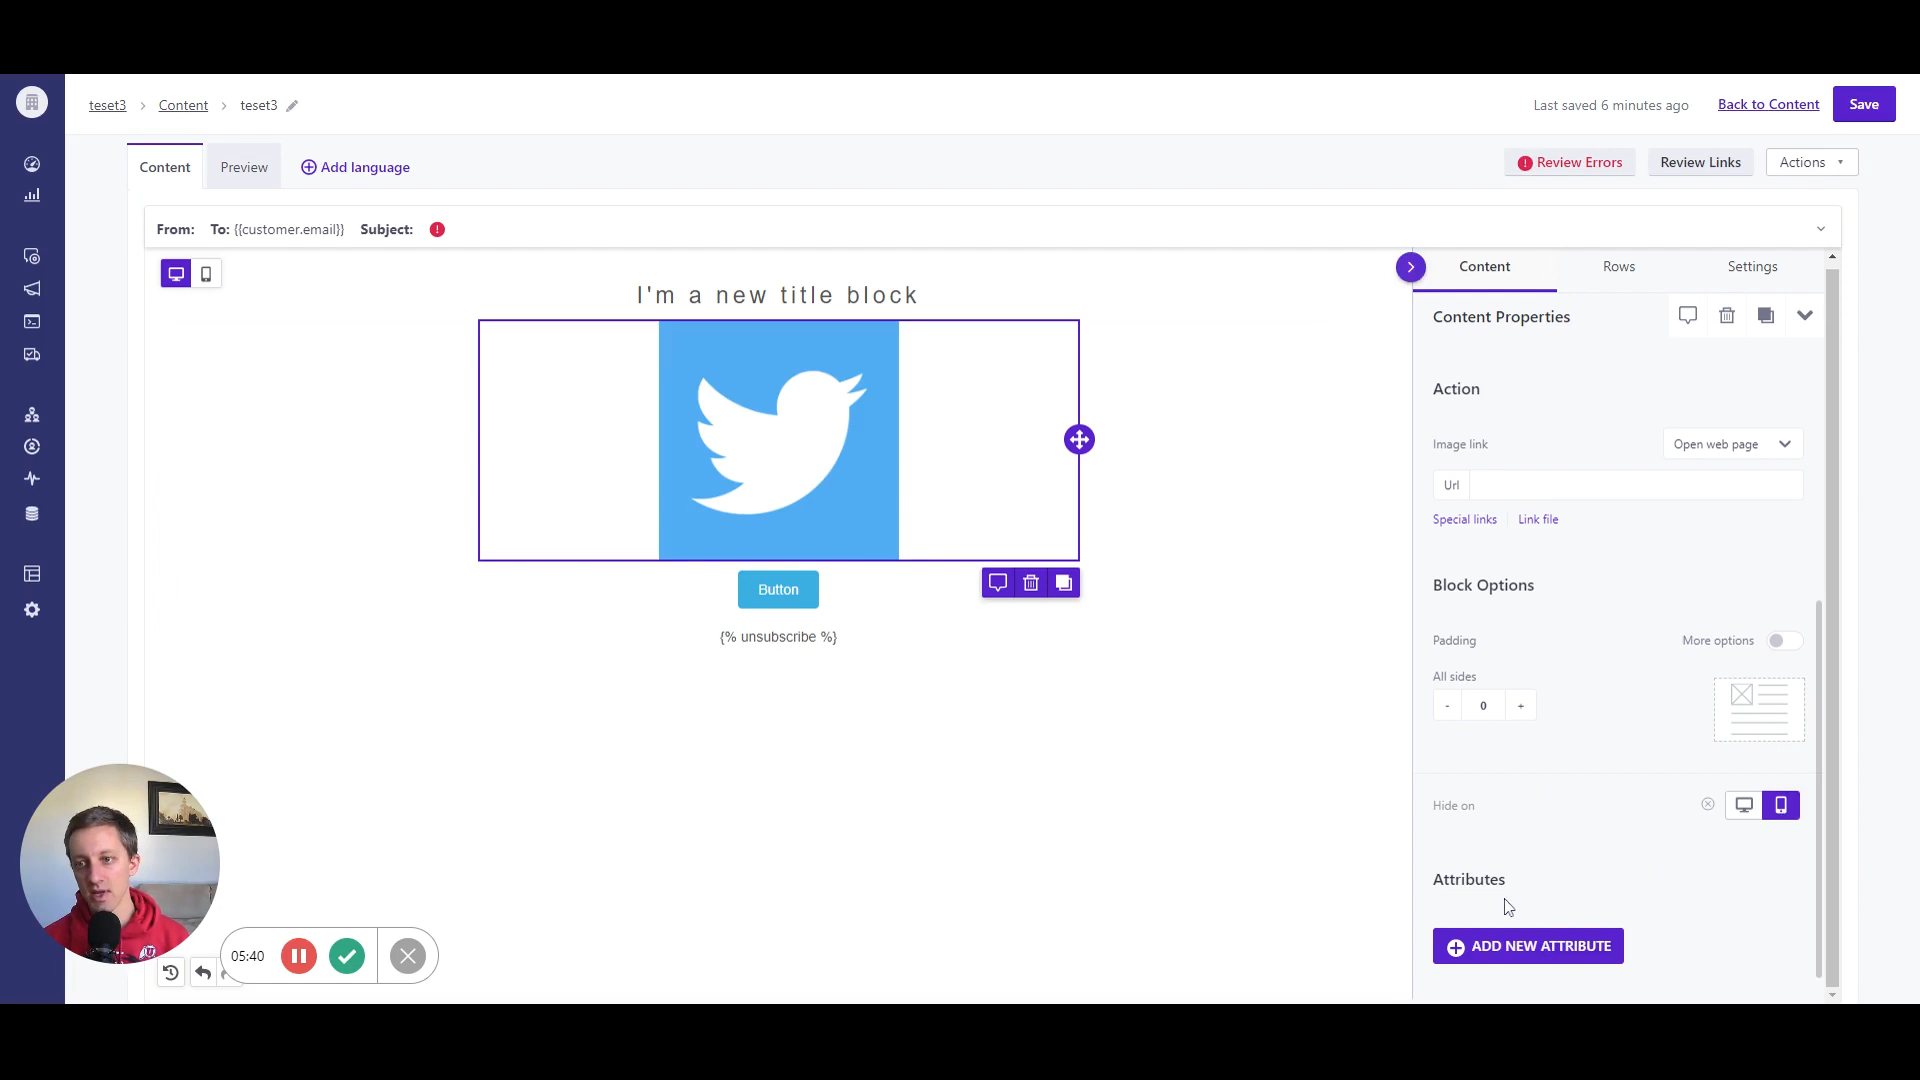 teset3 > Content > teset3
Last saved 6 minutes ago
Back to Content
Save
Content
Preview
Add language
Review Errors
Review Links
Actions
From: To: {{customer.email}} Subject:
Content
Rows
Settings
I'm a new title block
Content Properties
Action
Image link
Open web page
Url
Special links
Link file
Button
Block Options
{% unsubscribe %}
Padding
More options
All sides
- 0 +
Hide on
Attributes
ADD NEW ATTRIBUTE
05:40